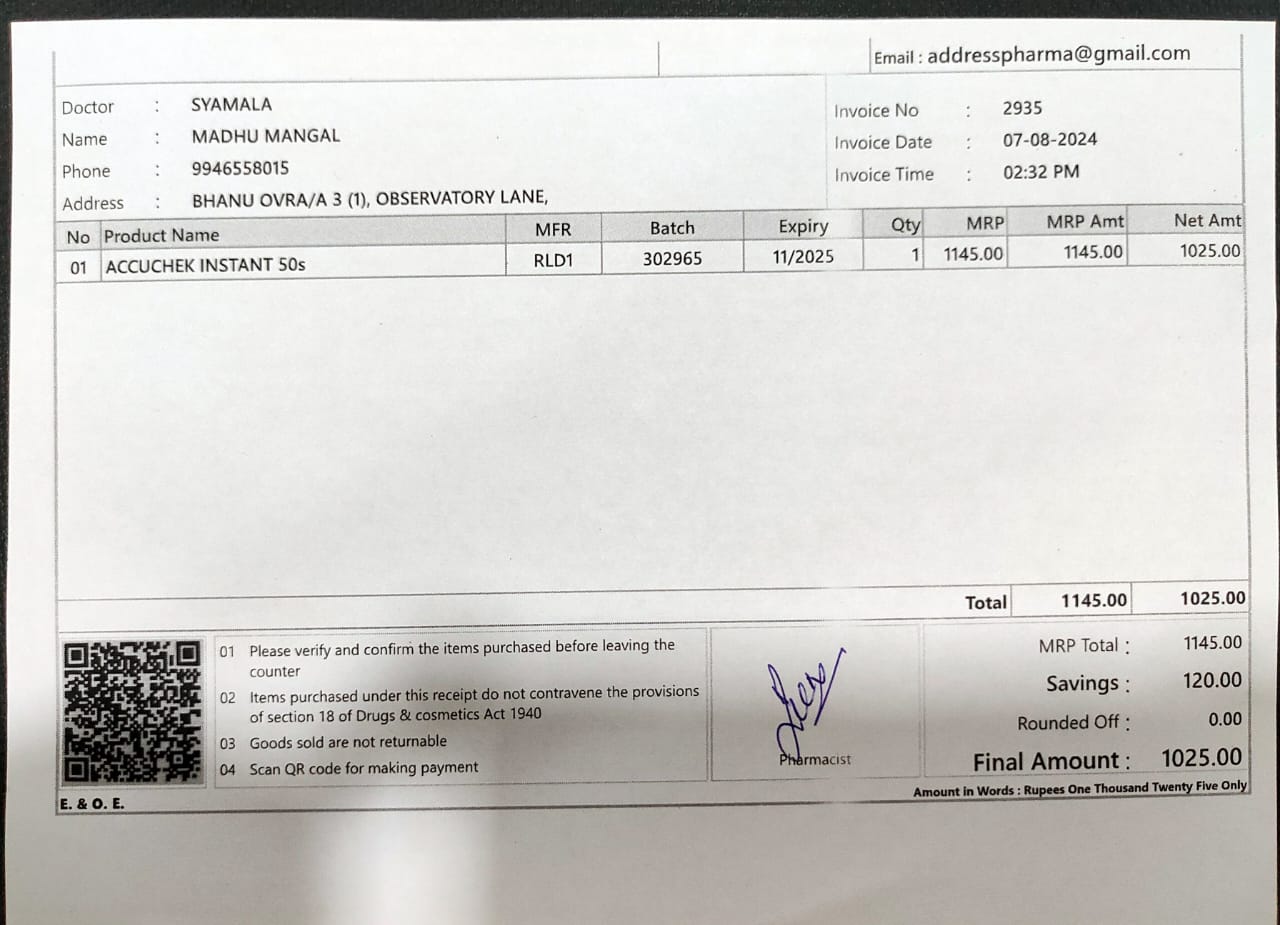 Email : addresspharma@gmail.com
Doctor : SYAMALA
Name : MADHU MANGAL
Phone : 9946558015
Address : BHANU OVRA/A 3 (1), OBSERVATORY LANE,
Invoice No : 2935
Invoice Date : 07-08-2024
Invoice Time : 02:32 PM
No Product Name MFR Batch Expiry Qty MRP MRP Amt Net Amt
01 ACCUCHEK INSTANT 50s RLD1 302965 11/2025 1 1145.00 1145.00 1025.00
Total 1145.00 1025.00
01 Please verify and confirm the items purchased before leaving the
counter
02 Items purchased under this receipt do not contravene the provisions
of section 18 of Drugs & cosmetics Act 1940
03 Goods sold are not returnable
04 Scan QR code for making payment
Pharmacist
MRP Total : 1145.00
Savings : 120.00
Rounded Off : 0.00
Final Amount : 1025.00
E. & O. E.
Amount in Words : Rupees One Thousand Twenty Five Only